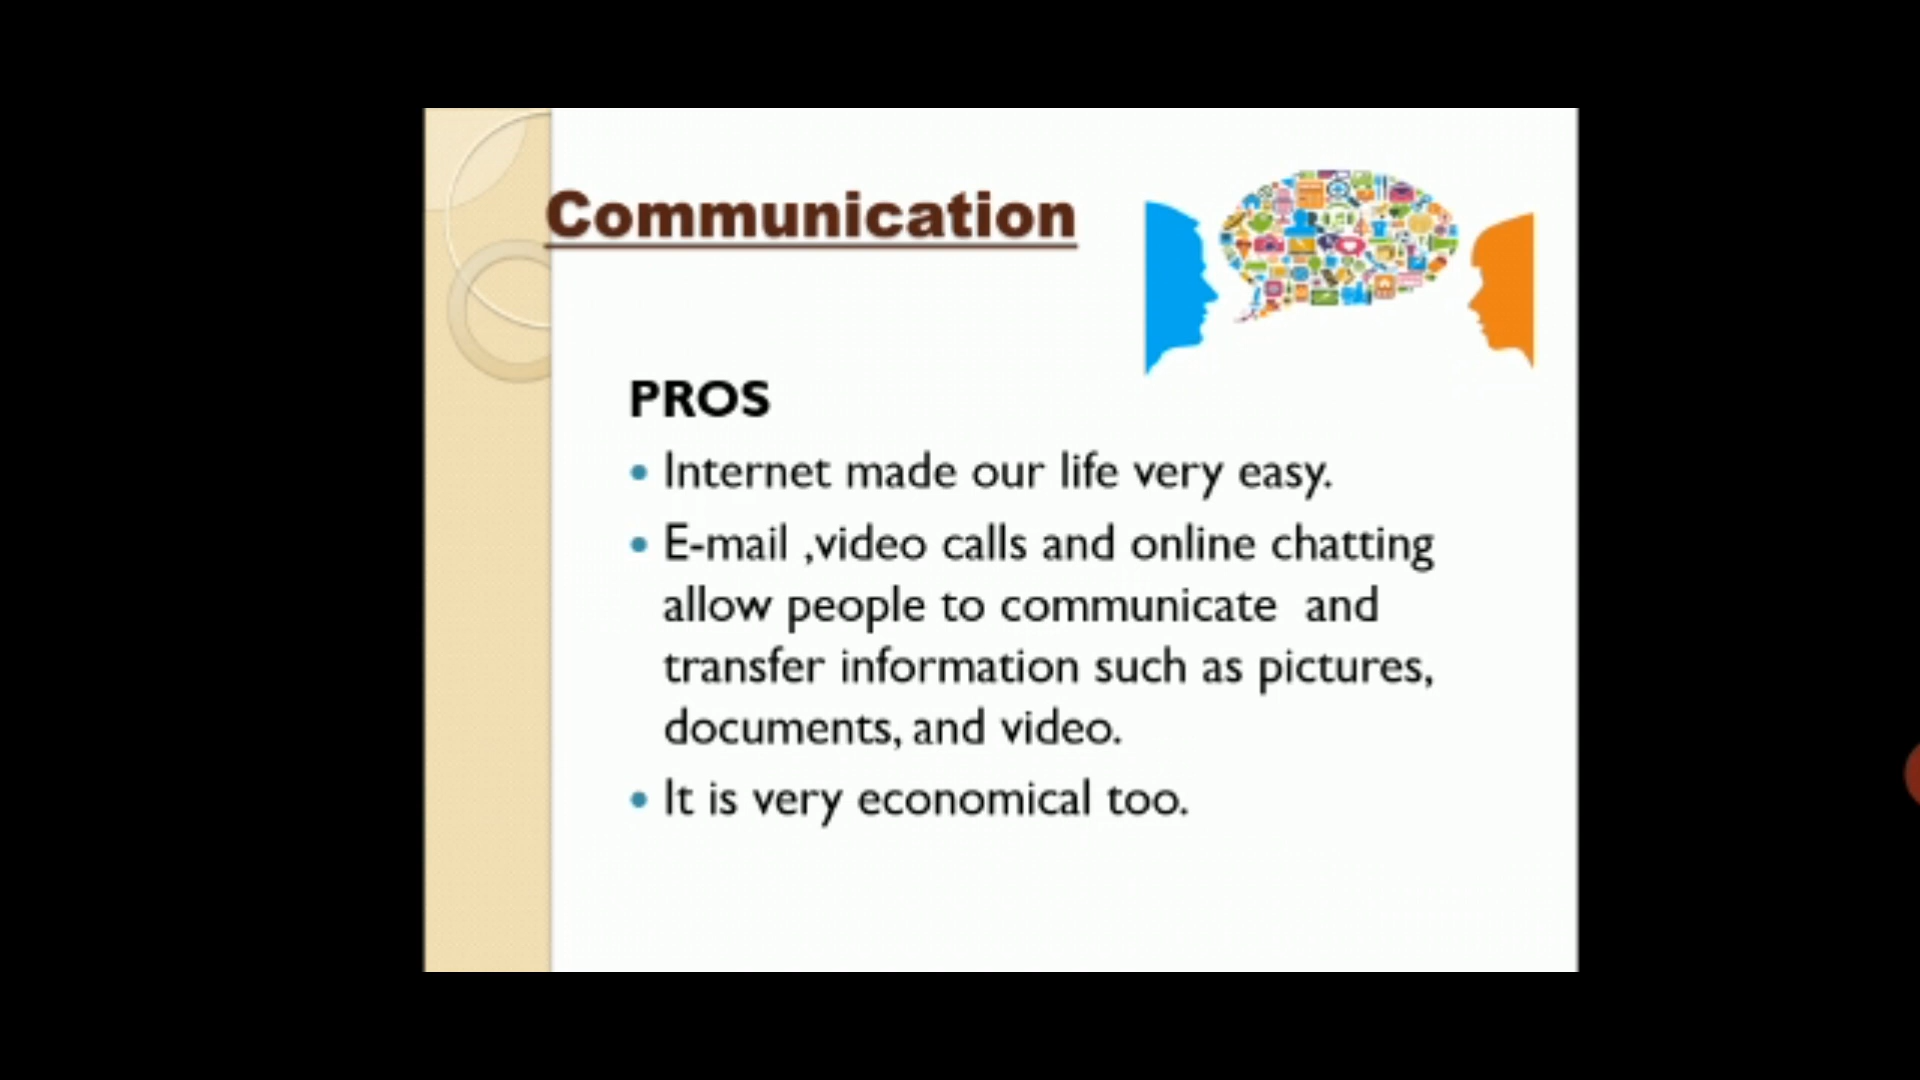 Communication
PROS
• Internet made our life very easy.
• E-mail ,video calls and online chatting
allow people to communicate  and
transfer information such as pictures,
documents, and video.
• It is very economical too.